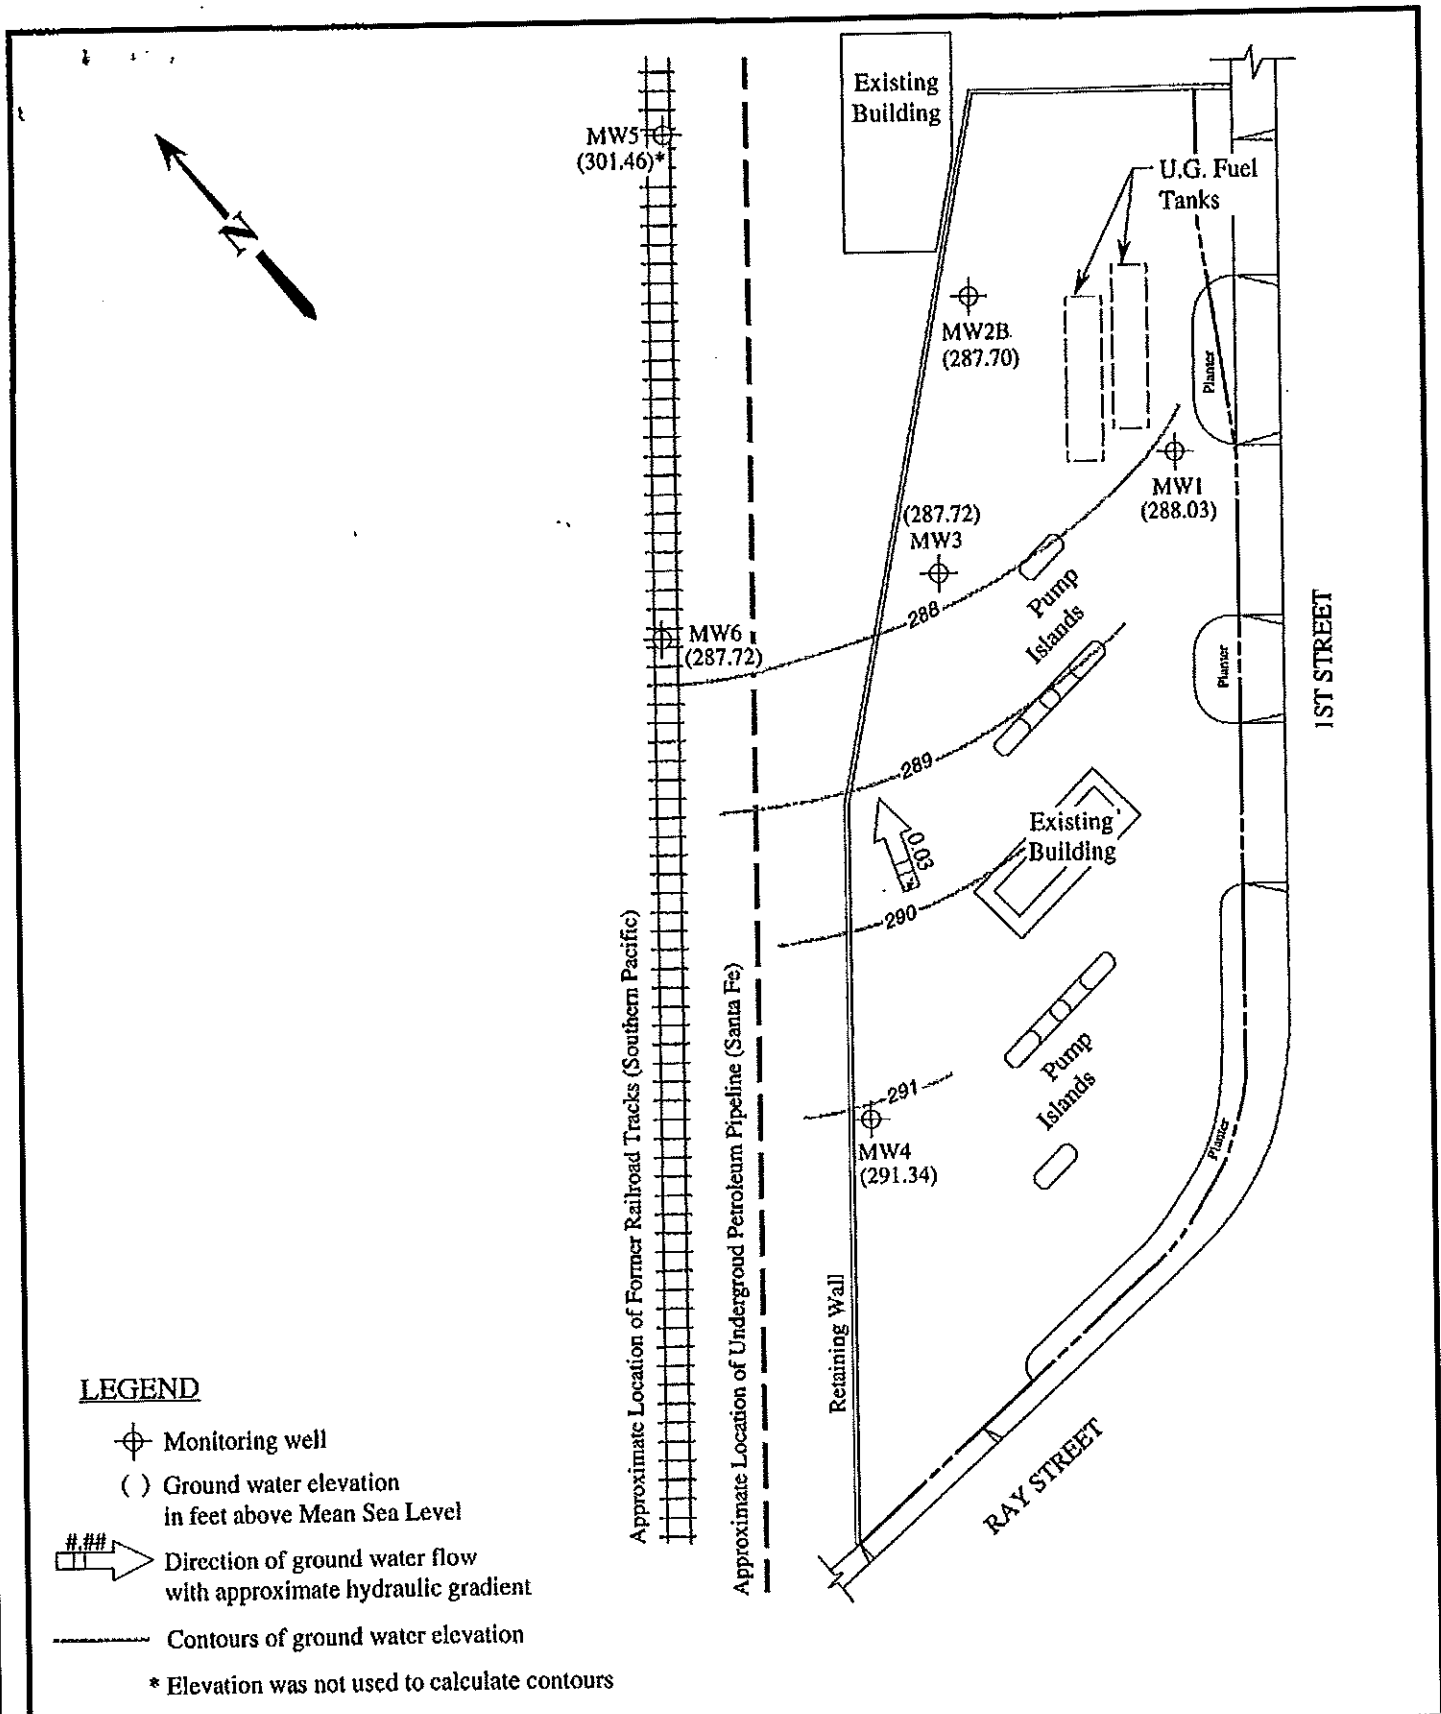 Existing
Building
MW5
(301.46)*
N
U.G. Fuel
Tanks
MW2B
(287.70)
Planter
MW1
(288.03)
(287.72)
MW3
Pump
Islands
288
MW6
(287.72)
Planter
1ST STREET
289
0.03
Existing
Building
290
Approximate Location of Former Railroad Tracks (Southern Pacific)
Approximate Location of Undergroud Petroleum Pipeline (Santa Fe)
Pump
Islands
291
MW4
(291.34)
Planter
Retaining Wall
RAY STREET
LEGEND
Monitoring well
( ) Ground water elevation
in feet above Mean Sea Level
#.##
Direction of ground water flow
with approximate hydraulic gradient
Contours of ground water elevation
* Elevation was not used to calculate contours